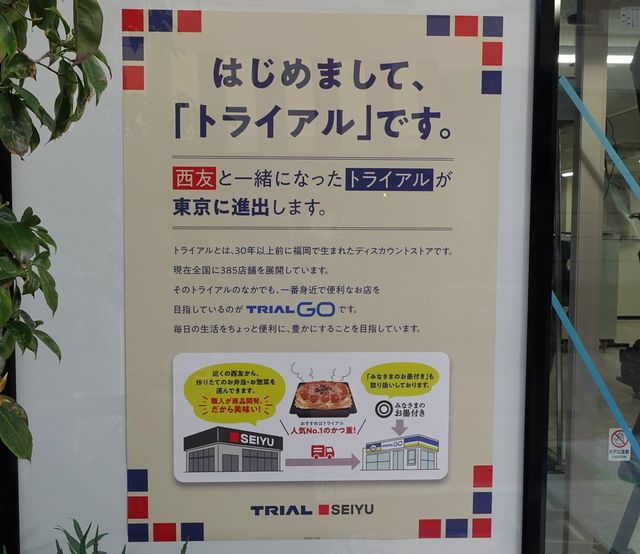 はじめまして、
「トライアル」です。
西友と一緒になったトライアルが
東京に進出します。
トライアルとは、30年以上前に福岡で生まれたディスカウントストアです。
現在全国に385店舗を展開しています。
そのトライアルのなかでも、一番身近で便利なお店を
目指しているのが TRIAL GO です。
毎日の生活をちょっと便利に、豊かにすることを目指しています。
近くの西友から、
作りたてのお弁当・お惣菜を
運んできます。
職人が商品開発。
だから美味い!
おすすめはトライアル
人気No.1のかつ重!
「みなさまのお墨付き」も
取り扱いしております。
みなさまの
お墨付き
SEIYU
TRIAL GO
TRIAL SEIYU
ドアに注意
CAUTION